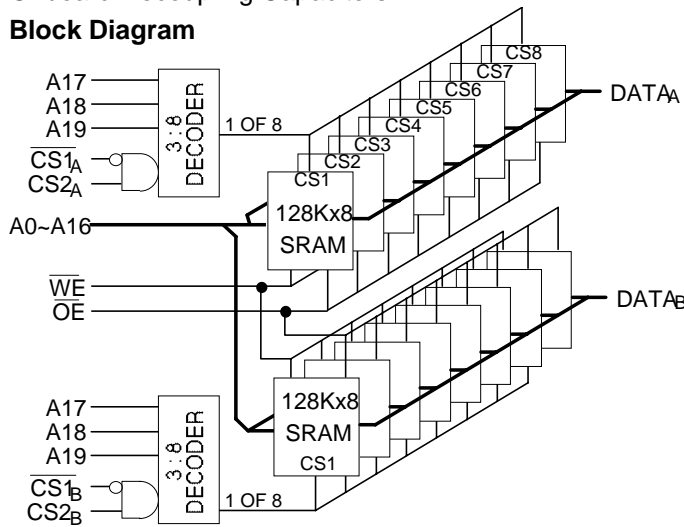 Block Diagram
A17
A18
A19
CS1A
CS2A
3:8
DECODER
1 OF 8
CS8
CS7
CS6
CS5
CS4
CS3
CS2
CS1
128Kx8
SRAM
DATAA
A0~A16
WE
OE
DATAB
128Kx8
SRAM
CS1
A17
A18
A19
CS1B
CS2B
3:8
DECODER
1 OF 8